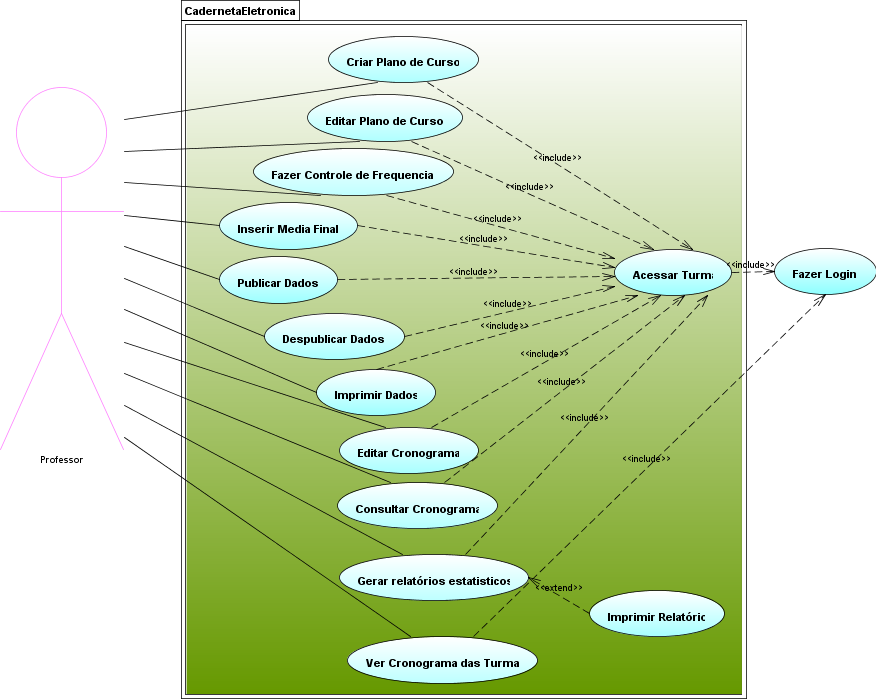 CadernetaEletronica
Criar Plano de Curso
Editar Plano de Curso
<<include>>
Fazer Controle de Frequencia
<<include>>
Inserir Media Final
<<include>>
<<include>>
Publicar Dados
<<include>>
Acessar Turma
<<include>>
Fazer Login
Despublicar Dados
<<include>>
<<include>>
Imprimir Dados
<<include>>
<<include>>
Editar Cronograma
<<include>>
Professor
<<include>>
Consultar Cronograma
Gerar relatórios estatisticos
<<extend>>
Imprimir Relatóric
Ver Cronograma das Turma